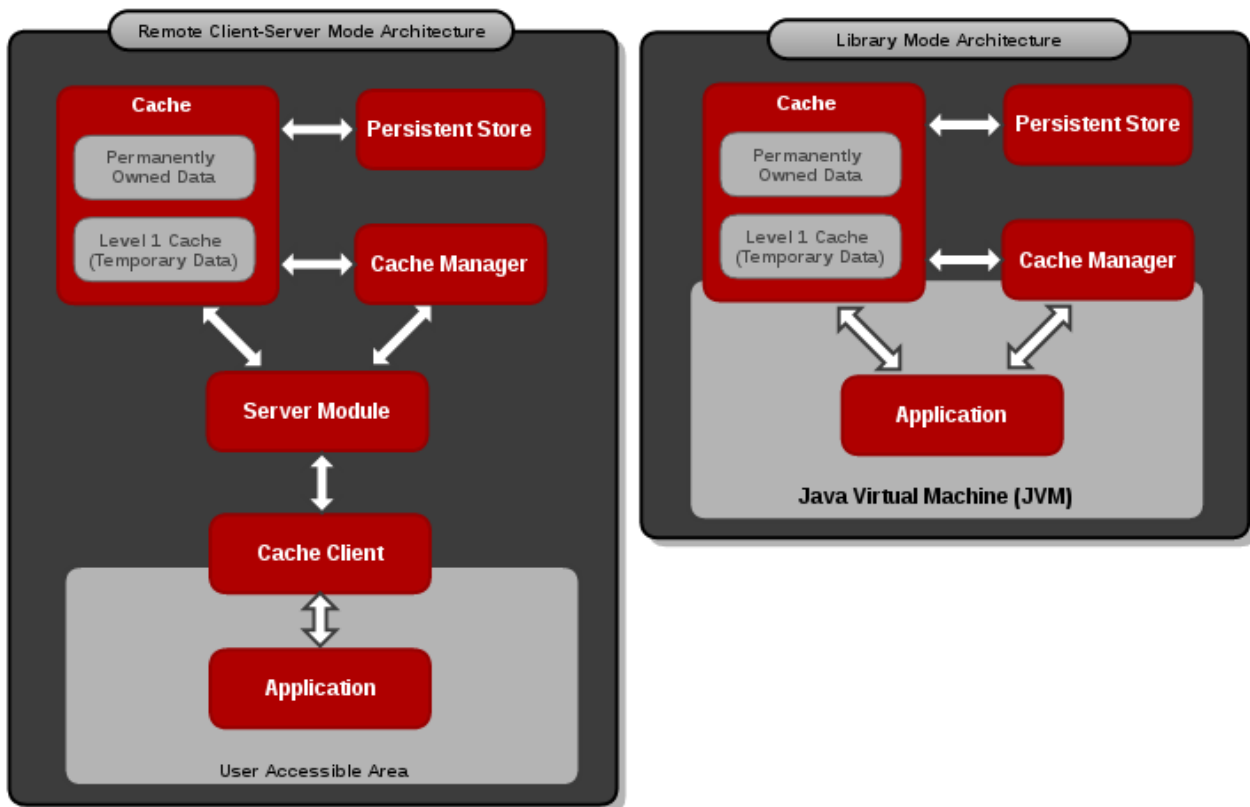 Remote Client-Server Mode Architecture
Cache
Permanently
Owned Data
Level 1 Cache
(Temporary Data)
Persistent Store
Cache Manager
Server Module
Cache Client
Application
User Accessible Area
Library Mode Architecture
Cache
Permanently
Owned Data
Level 1 Cache
(Temporary Data)
Persistent Store
Cache Manager
Application
Java Virtual Machine (JVM)